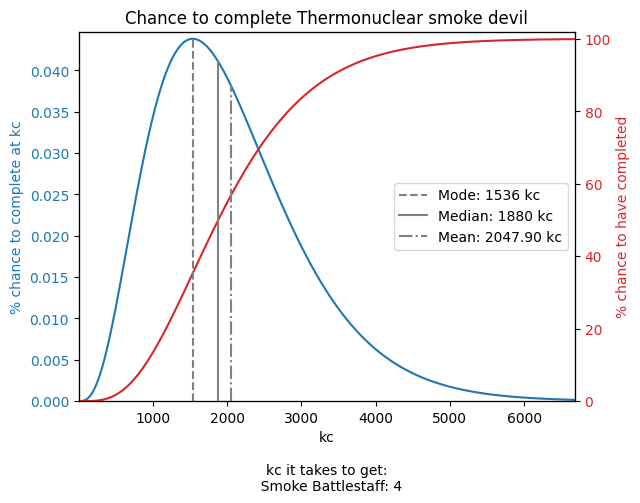 Chance to complete Thermonuclear smoke devil
% chance to complete at kc
0.040
0.035
0.030
0.025
0.020
0.015
0.010
0.005
0.000
Mode: 1536 kc
Median: 1880 kc
Mean: 2047.90 kc
100
80
60
40
20
0
% chance to have completed
1000 2000 3000 4000 5000 6000
kc
kc it takes to get:
Smoke Battlestaff: 4